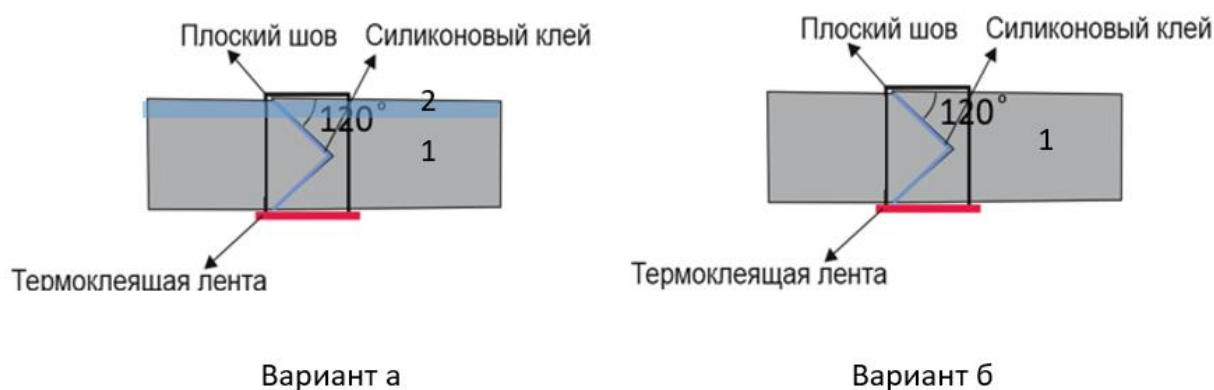 Плоский шов Силиконовый клей
2
120°
1
Термоклеящая лента
Вариант а
Плоский шов Силиконовый клей
120°
1
Термоклеящая лента
Вариант б